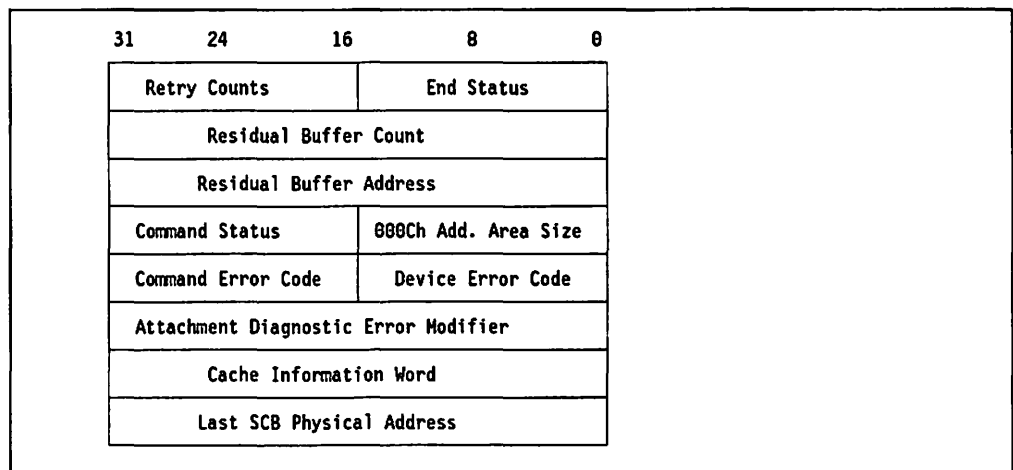 31 24 16 8 0
Retry Counts End Status
Residual Buffer Count
Residual Buffer Address
Command Status 000Ch Add. Area Size
Command Error Code Device Error Code
Attachment Diagnostic Error Modifier
Cache Information Word
Last SCB Physical Address